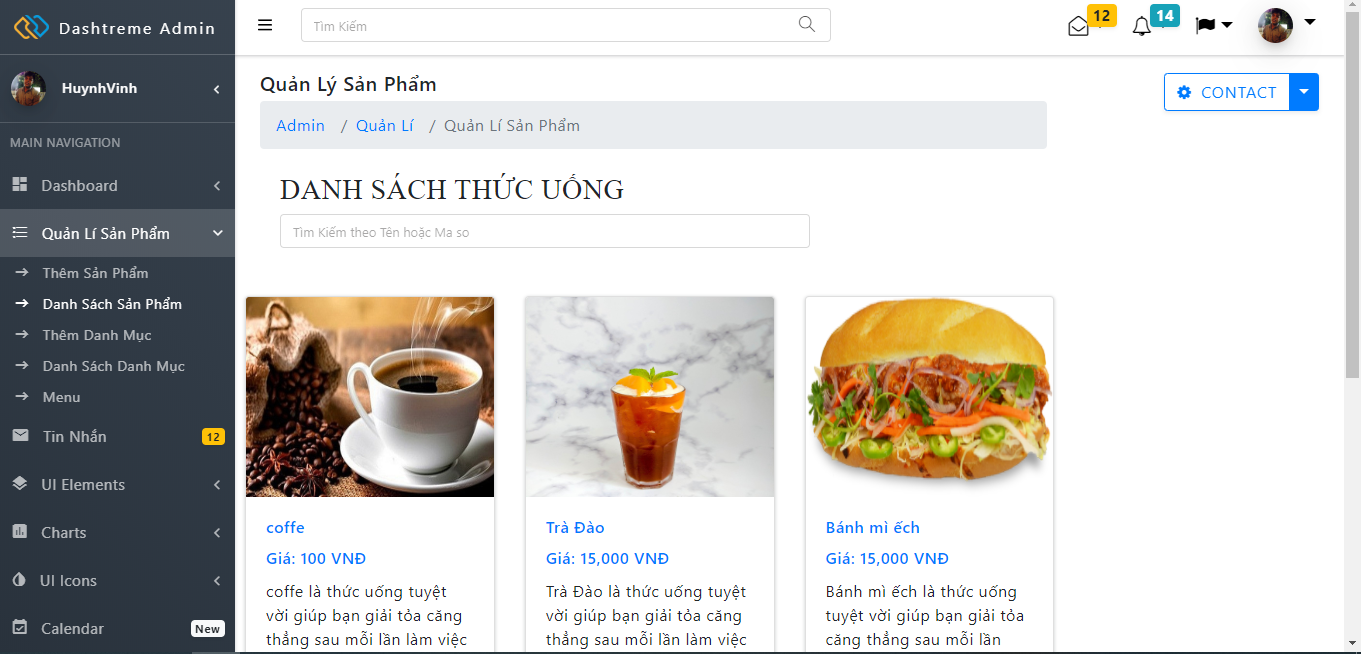 Dashtreme Admin
Tìm Kiếm
12
14
HuynhVinh
MAIN NAVIGATION
Dashboard
Quản Lí Sản Phẩm
Thêm Sản Phẩm
Danh Sách Sản Phẩm
Thêm Danh Mục
Danh Sách Danh Mục
Menu
Tin Nhắn
12
UI Elements
Charts
UI Icons
Calendar
New
Quản Lý Sản Phẩm
CONTACT
Admin / Quản Lí / Quản Lí Sản Phẩm
DANH SÁCH THỨC UỐNG
Tìm Kiếm theo Tên hoặc Ma so
coffe
Giá: 100 VNĐ
coffe là thức uống tuyệt
vời giúp bạn giải tỏa căng
thẳng sau mỗi lần làm việc
Trà Đào
Giá: 15,000 VNĐ
Trà Đào là thức uống tuyệt
vời giúp bạn giải tỏa căng
thẳng sau mỗi lần làm việc
Bánh mì ếch
Giá: 15,000 VNĐ
Bánh mì ếch là thức uống
tuyệt vời giúp bạn giải tỏa
căng thẳng sau mỗi lần